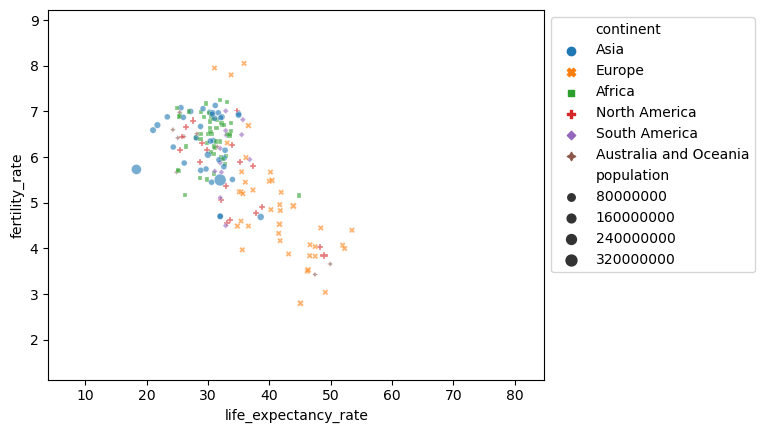 9
8
7
6
5
4
3
2
fertility_rate
10 20 30 40 50 60 70 80
life_expectancy_rate
continent
Asia
Europe
Africa
North America
South America
Australia and Oceania
population
80000000
160000000
240000000
320000000